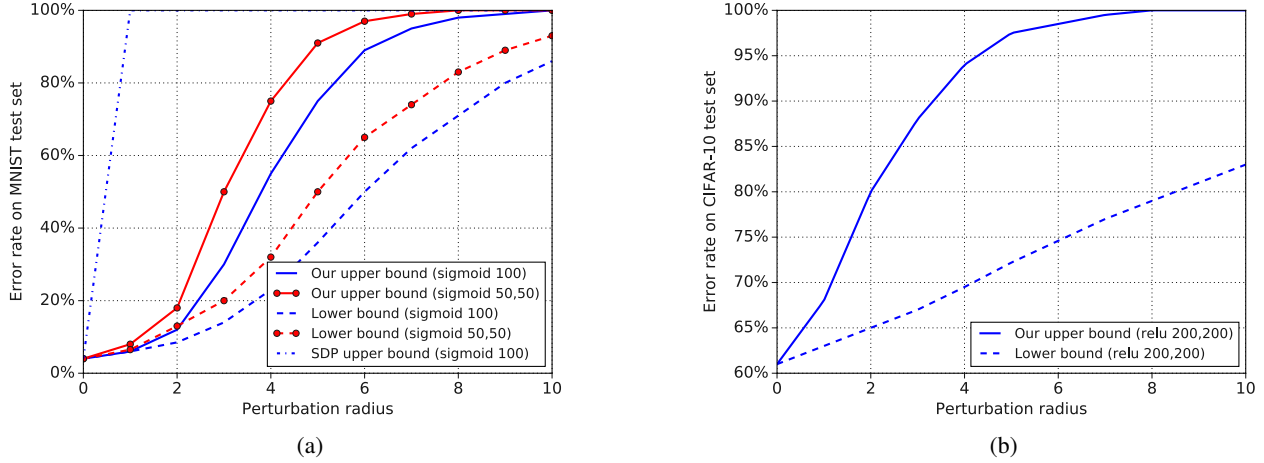 100%
80%
60%
40%
20%
0%
Error rate on MNIST test set
0 2 4 6 8 10
Perturbation radius
Our upper bound (sigmoid 100)
Our upper bound (sigmoid 50,50)
Lower bound (sigmoid 100)
Lower bound (sigmoid 50,50)
SDP upper bound (sigmoid 100)
(a)
100%
95%
90%
85%
80%
75%
70%
65%
60%
Error rate on CIFAR-10 test set
0 2 4 6 8 10
Perturbation radius
Our upper bound (relu 200,200)
Lower bound (relu 200,200)
(b)